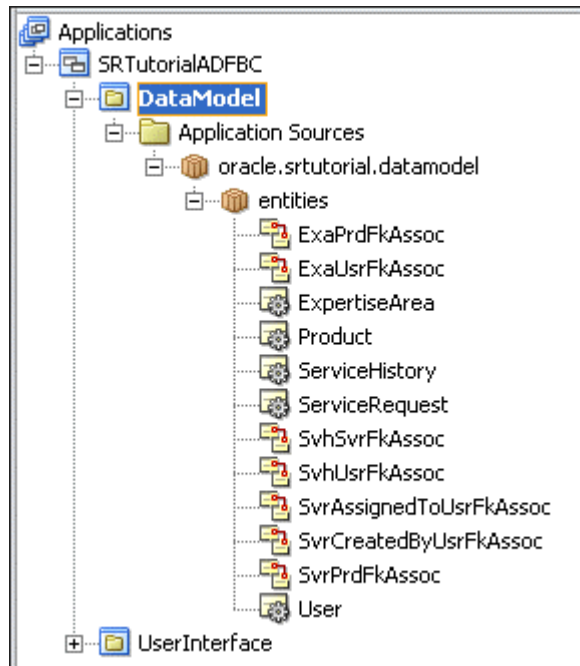 Applications
SRTutorialADFBC
DataModel
Application Sources
oracle.srtutorial.datamodel
entities
ExaPrdFkAssoc
ExaUsrFkAssoc
ExpertiseArea
Product
ServiceHistory
ServiceRequest
SvhSvrFkAssoc
SvhUsrFkAssoc
SvrAssignedToUsrFkAssoc
SvrCreatedByUsrFkAssoc
SvrPrdFkAssoc
User
UserInterface